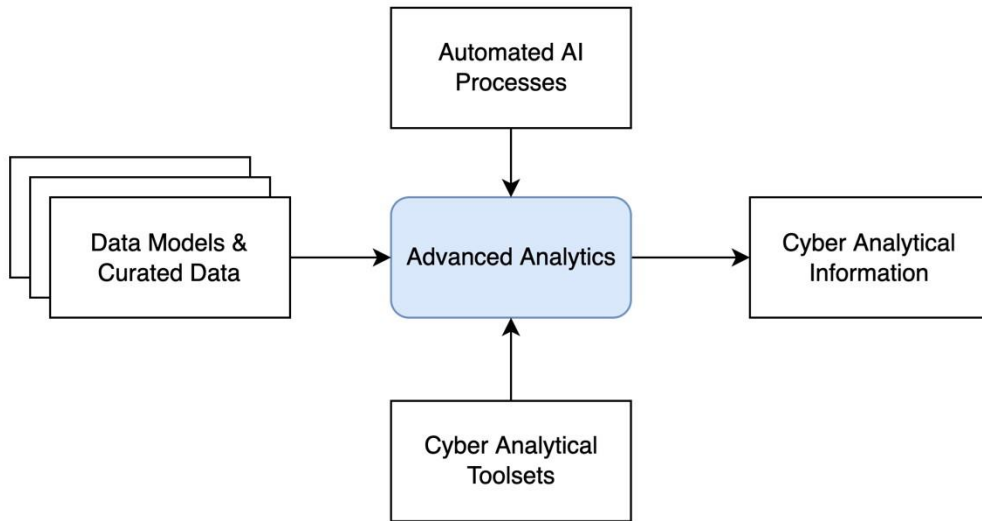 Automated AI
Processes
Data Models &
Curated Data
Advanced Analytics
Cyber Analytical
Information
Cyber Analytical
Toolsets